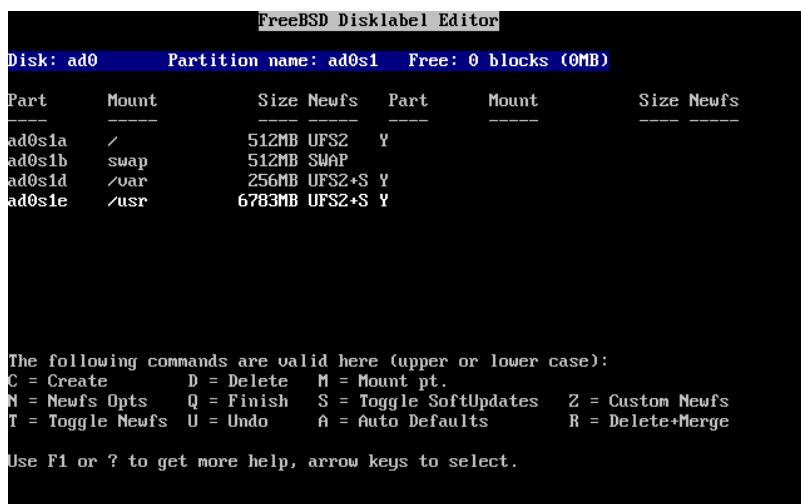 FreeBSD Disklabel Editor
Disk: ad0 Partition name: ad0s1 Free: 0 blocks (0MB)
Part Mount Size Newfs Part Mount Size Newfs
---- ----- ---- ----- ---- ----- ---- -----
ad0s1a / 512MB UFS2 Y
ad0s1b swap 512MB SWAP
ad0s1d /var 256MB UFS2+S Y
ad0s1e /usr 6783MB UFS2+S Y
The following commands are valid here (upper or lower case):
C = Create D = Delete M = Mount pt.
N = Newfs Opts Q = Finish S = Toggle SoftUpdates Z = Custom Newfs
T = Toggle Newfs U = Undo A = Auto Defaults R = Delete+Merge
Use F1 or ? to get more help, arrow keys to select.